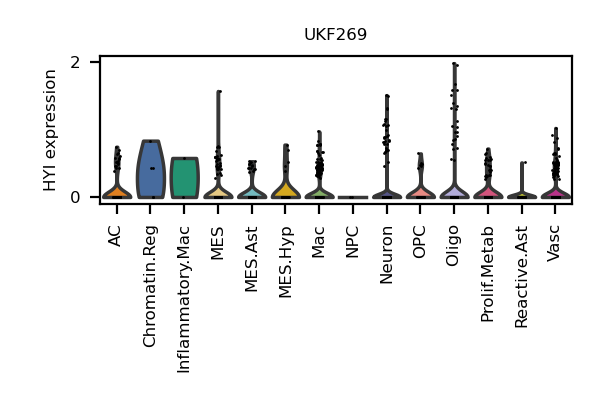 UKF269
HYI expression
2
0
AC
Chromatin.Reg
Inflammatory.Mac
MES
MES.Ast
MES.Hyp
Mac
NPC
Neuron
OPC
Oligo
Prolif.Metab
Reactive.Ast
Vasc